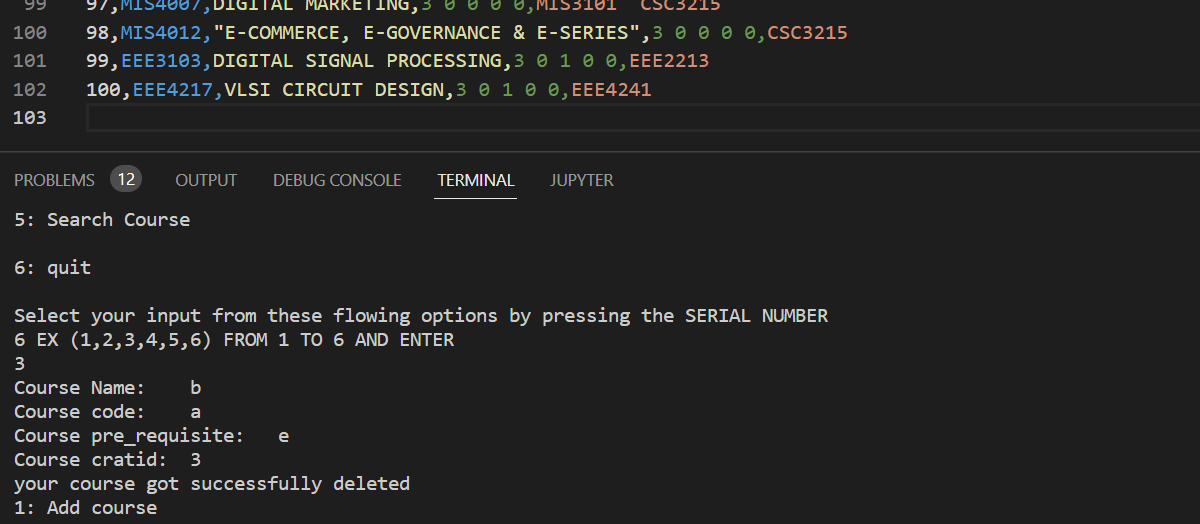 99 97,MIS4007,DIGITAL MARKETING,3 0 0 0 0,MIS3101 CSC3215
100 98,MIS4012,"E-COMMERCE, E-GOVERNANCE & E-SERIES",3 0 0 0 0,CSC3215
101 99,EEE3103,DIGITAL SIGNAL PROCESSING,3 0 1 0 0,EEE2213
102 100,EEE4217,VLSI CIRCUIT DESIGN,3 0 1 0 0,EEE4241
103
PROBLEMS 12 OUTPUT DEBUG CONSOLE TERMINAL JUPYTER
5: Search Course
6: quit
Select your input from these flowing options by pressing the SERIAL NUMBER
6 EX (1,2,3,4,5,6) FROM 1 TO 6 AND ENTER
3
Course Name: b
Course code: a
Course pre_requisite: e
Course cratid: 3
your course got successfully deleted
1: Add course